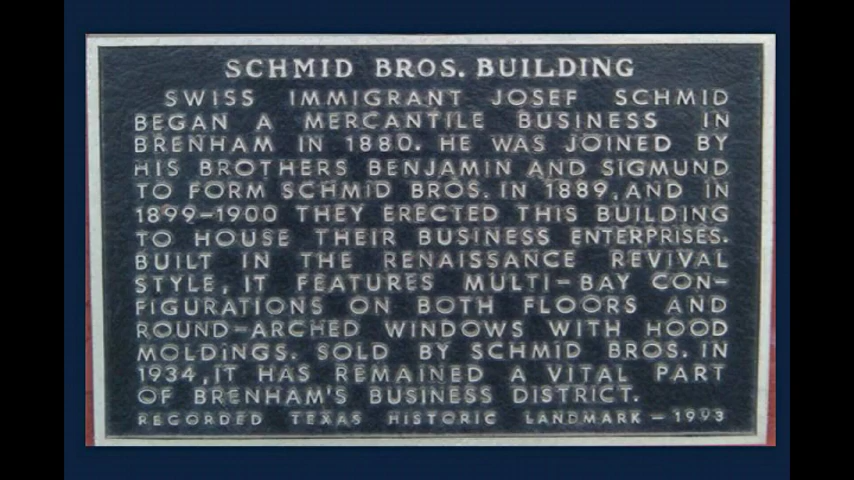 SCHMID BROS. BUILDING
SWISS IMMIGRANT JOSEF SCHMID
BEGAN A MERCANTILE BUSINESS IN
BRENHAM IN 1880. HE WAS JOINED BY
HIS BROTHERS BENJAMIN AND SIGMUND
TO FORM SCHMID BROS. IN 1889, AND IN
1899-1900 THEY ERECTED THIS BUILDING
TO HOUSE THEIR BUSINESS ENTERPRISES.
BUILT IN THE RENAISSANCE REVIVAL
STYLE, IT FEATURES MULTI-BAY CON-
FIGURATIONS ON BOTH FLOORS AND
ROUND-ARCHED WINDOWS WITH HOOD
MOLDINGS. SOLD BY SCHMID BROS. IN
1934, IT HAS REMAINED A VITAL PART
OF BRENHAM'S BUSINESS DISTRICT.
RECORDED TEXAS HISTORIC LANDMARK - 1993